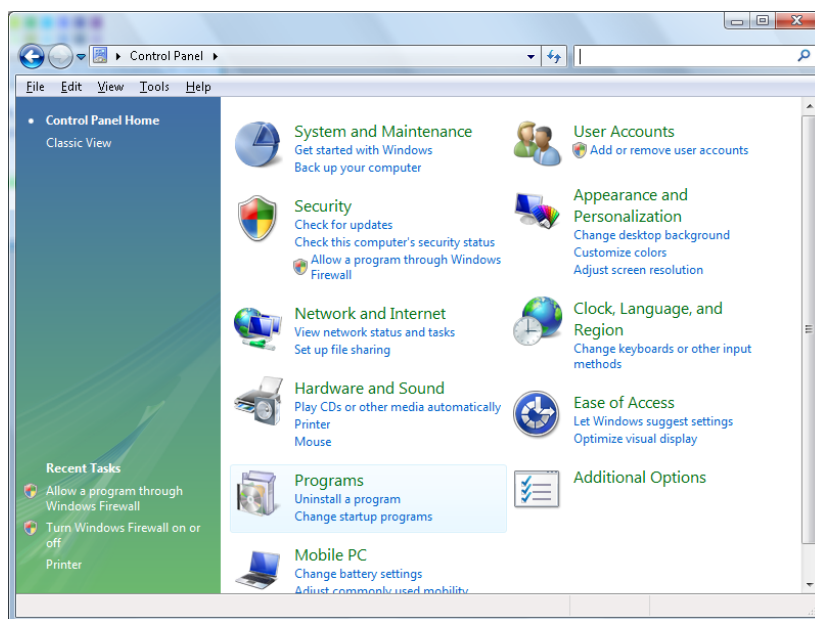 Control Panel
File Edit View Tools Help
Control Panel Home
Classic View
Recent Tasks
Allow a program through
Windows Firewall
Turn Windows Firewall on or
off
Printer
System and Maintenance
Get started with Windows
Back up your computer
Security
Check for updates
Check this computer's security status
Allow a program through Windows
Firewall
Network and Internet
View network status and tasks
Set up file sharing
Hardware and Sound
Play CDs or other media automatically
Printer
Mouse
Programs
Uninstall a program
Change startup programs
Mobile PC
Change battery settings
Adjust commonly used mobility
User Accounts
Add or remove user accounts
Appearance and
Personalization
Change desktop background
Customize colors
Adjust screen resolution
Clock, Language, and
Region
Change keyboards or other input
methods
Ease of Access
Let Windows suggest settings
Optimize visual display
Additional Options